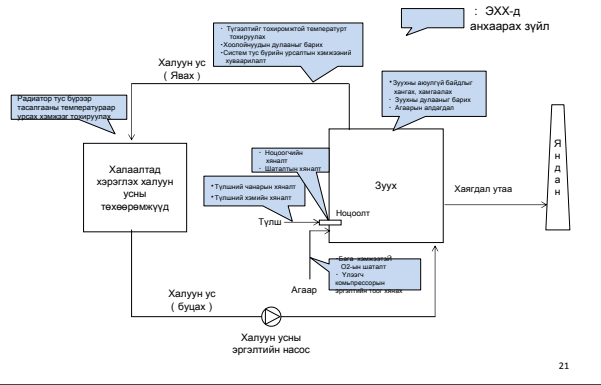 : ЭХХ-д
анхаарах зүйл
- Түгээлтийг тохиромжтой температурт
тохируулах
- Хоолойнуудын дулааныг барих
- Систем тус бүрийн урсалтын хэмжээний
хуваарилалт
Халуун ус
( Явах )
Радиатор тус бүрээр
тасалгааны температураар
урсах хэмжээг тохируулах
• Зуухны аюулгүй байдлыг
хангах, хамгаалах
- Зуухны дулааныг барих
- Агаарын алдагдал
Халаалтад
хэрэглэх халуун
усны
төхөөрөмжүүд
- Ноцоогчийн
хяналт
- Шаталтын хяналт
• Түлшний чанарын хяналт
• Түлшний хэмийн хяналт
Зуух
Хаягдал утаа
Яндан
Ноцоолт
Түлш
Агаар
- Бага хэмжээтэй
O2-ын шаталт
- Үлээгч
компрессорын
эргэлтийн тоог хянах
Халуун ус
( буцах )
Халуун усны
эргэлтийн насос
21